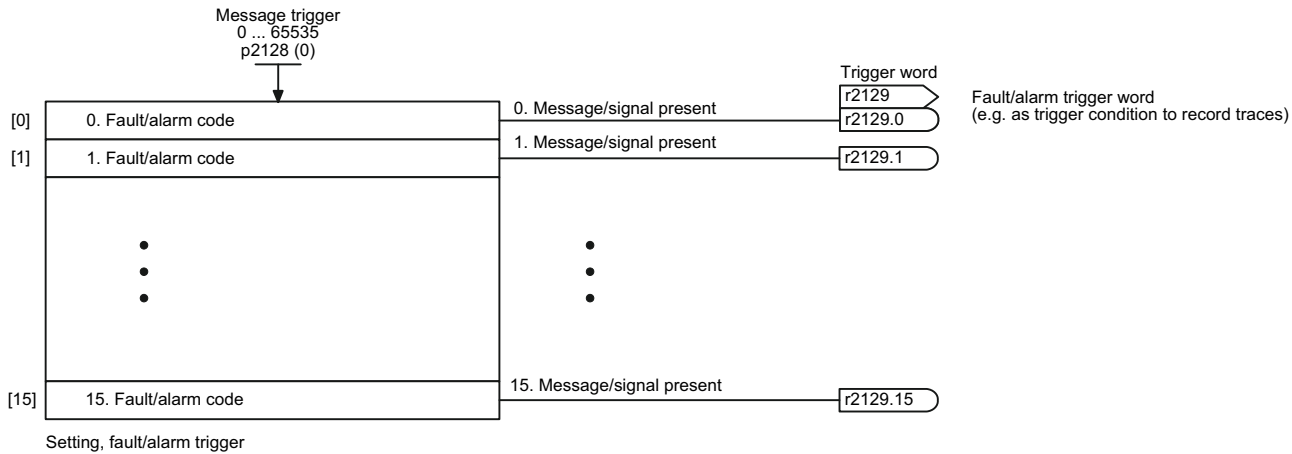 Message trigger
0 ... 65535
p2128 (0)
Trigger word
r2129
Fault/alarm trigger word
(e.g. as trigger condition to record traces)
[0]
0. Fault/alarm code
0. Message/signal present
r2129.0
[1]
1. Fault/alarm code
1. Message/signal present
r2129.1
[15]
15. Fault/alarm code
15. Message/signal present
r2129.15
Setting, fault/alarm trigger